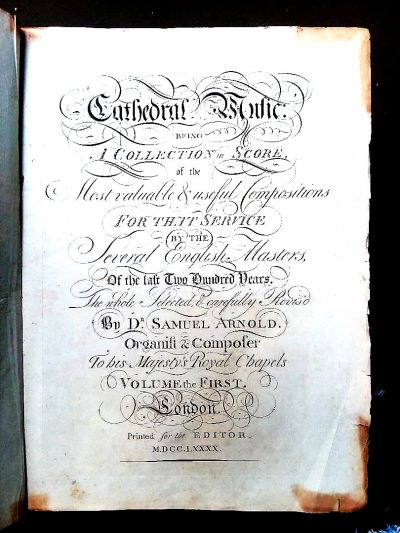 Cathedral Music:
BEING
A COLLECTION in SCORE,
of the
Most valuable & useful Compositions
FOR THAT SERVICE
BY THE
Several English Masters,
Of the last Two Hundred Years.
The whole Selected & carefully Revis'd
By Dr. SAMUEL ARNOLD.
Organist & Composer
To his Majesty's Royal Chapels
VOLUME the FIRST.
London.
Printed for the EDITOR.
M.DCC.LXXXX.